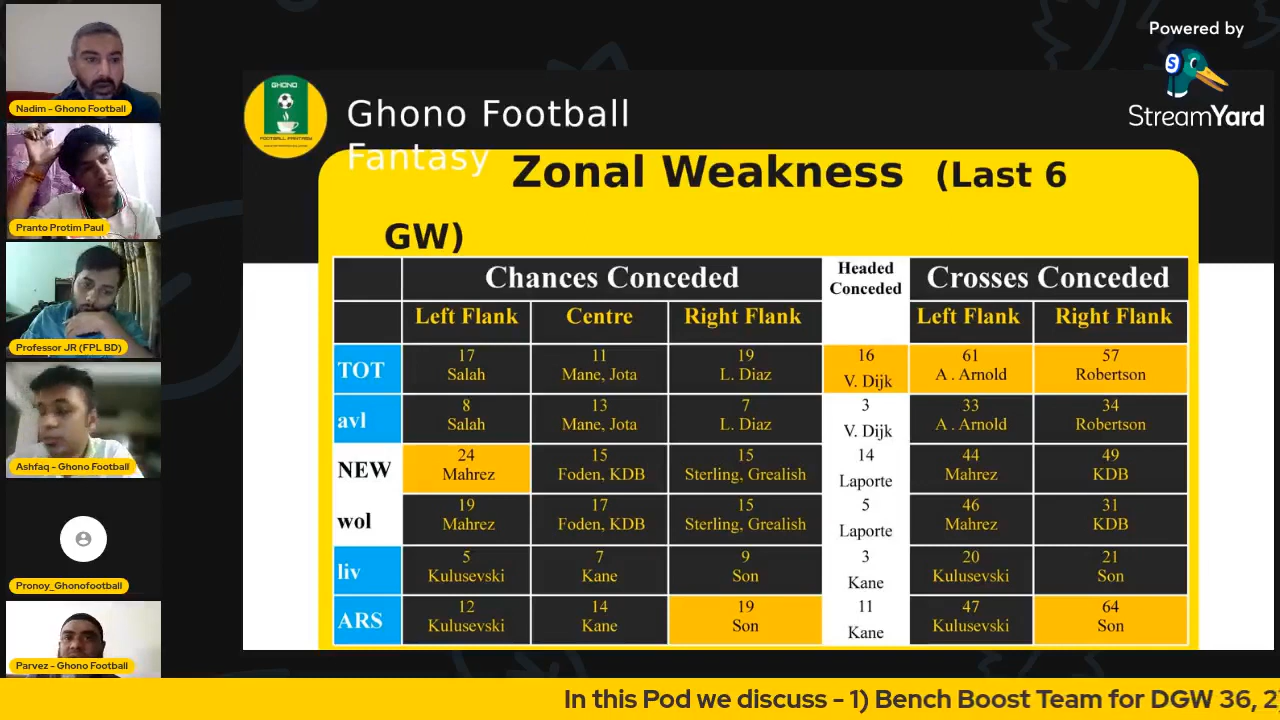 Nadim - Ghono Football
Pranto Protim Paul
Professor JR (FPL BD)
Ashfaq - Ghono Football
Pronoy_Ghonofootball
Parvez - Ghono Football
Powered by
StreamYard
GHONO
Ghono Football
Fantasy
Zonal Weakness (Last 6
GW)
Chances Conceded Headed Conceded Crosses Conceded
Left Flank Centre Right Flank Left Flank Right Flank
TOT 17 11 19 16 61 57
Salah Mane, Jota L. Diaz V. Dijk A . Arnold Robertson
avl 8 13 7 3 33 34
Salah Mane, Jota L. Diaz V. Dijk A . Arnold Robertson
NEW 24 15 15 14 44 49
Mahrez Foden, KDB Sterling, Grealish Laporte Mahrez KDB
wol 19 17 15 5 46 31
Mahrez Foden, KDB Sterling, Grealish Laporte Mahrez KDB
liv 5 7 9 3 20 21
Kulusevski Kane Son Kane Kulusevski Son
ARS 12 14 19 11 47 64
Kulusevski Kane Son Kane Kulusevski Son
In this Pod we discuss - 1) Bench Boost Team for DGW 36, 2